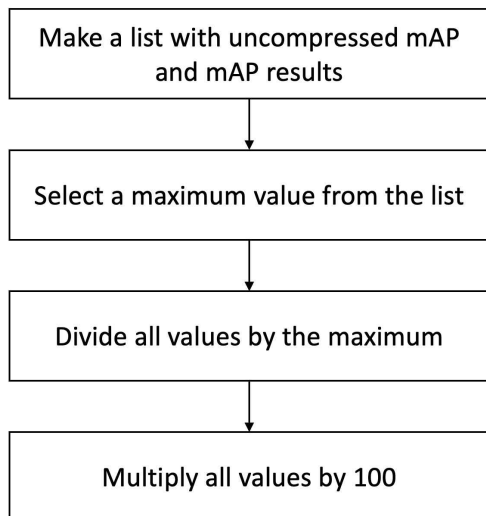 Make a list with uncompressed mAP
and mAP results
Select a maximum value from the list
Divide all values by the maximum
Multiply all values by 100